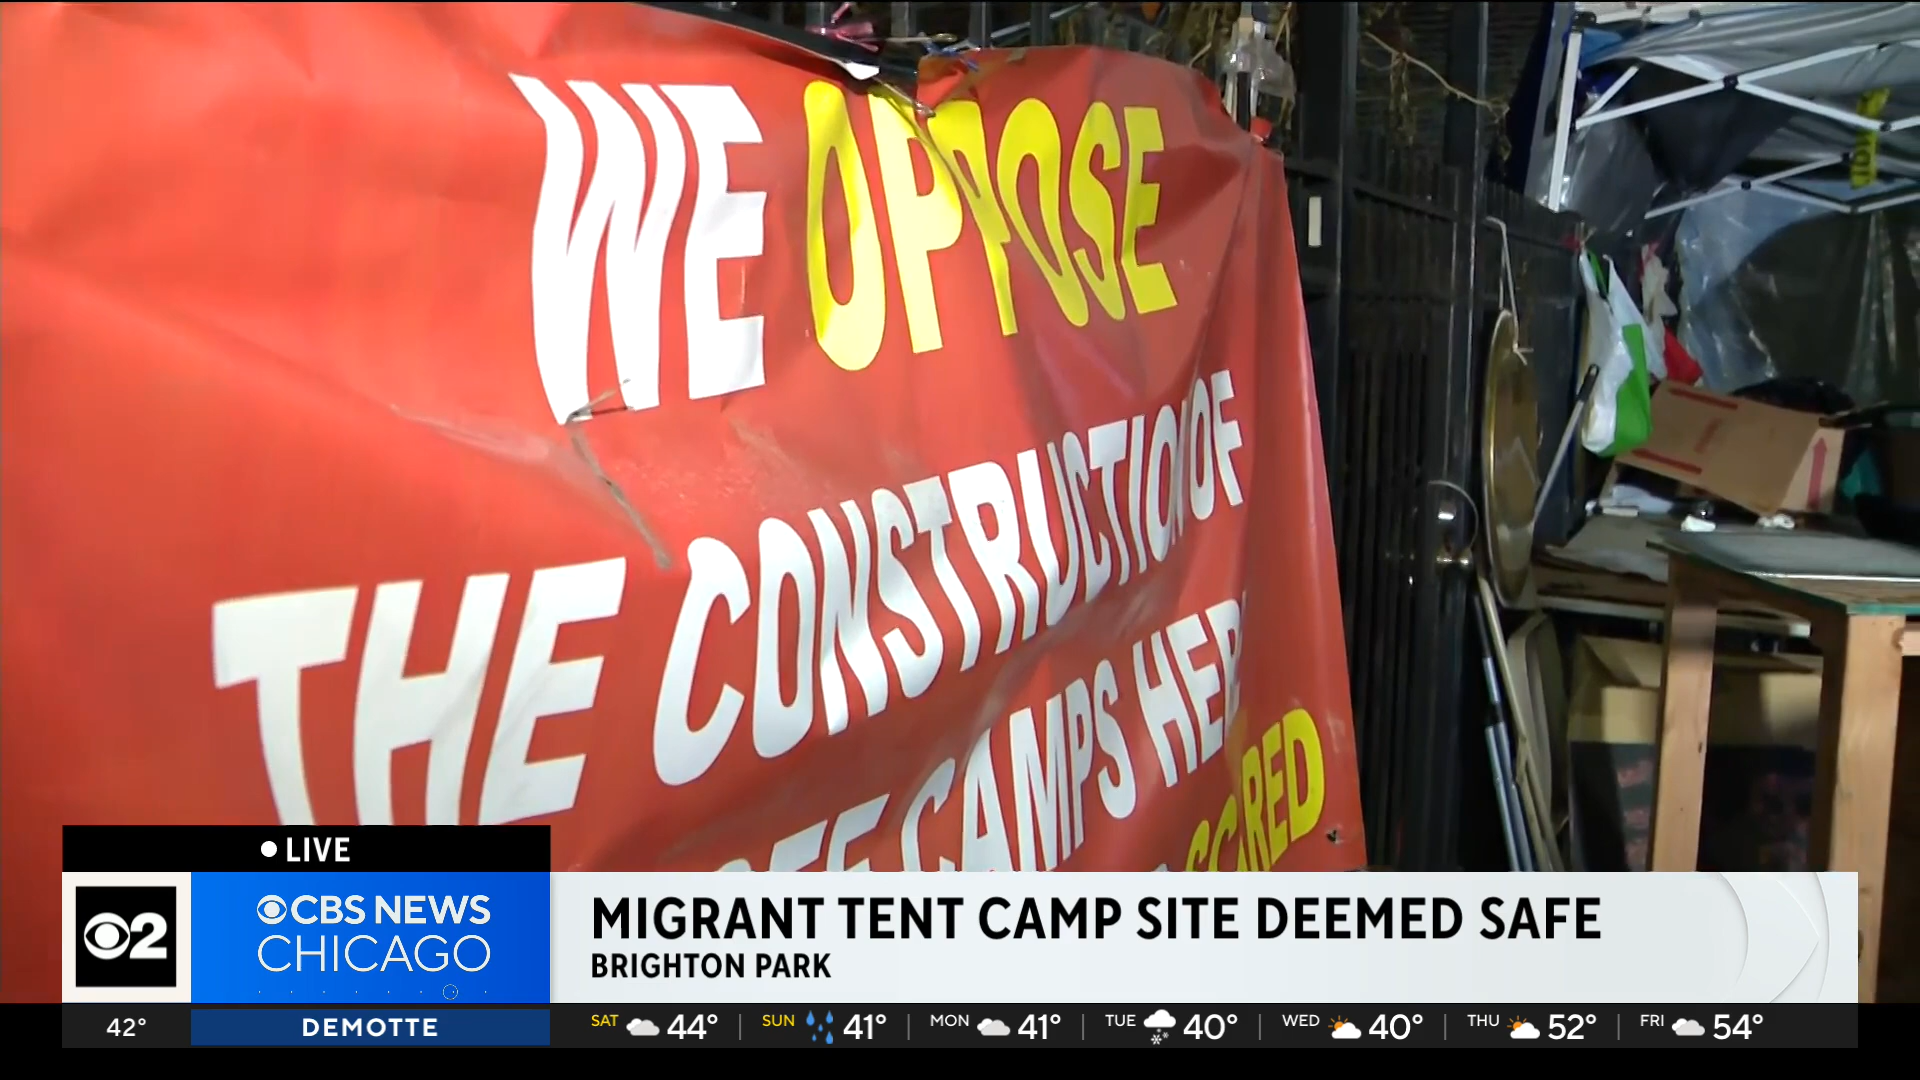 WE OPPOSE
THE CONSTRUCTION OF
CAMPS
LIVE
2
CBS NEWS
CHICAGO
MIGRANT TENT CAMP SITE DEEMED SAFE
BRIGHTON PARK
42° DEMOTTE SAT 44° SUN 41° MON 41° TUE 40° WED 40° THU 52° FRI 54°